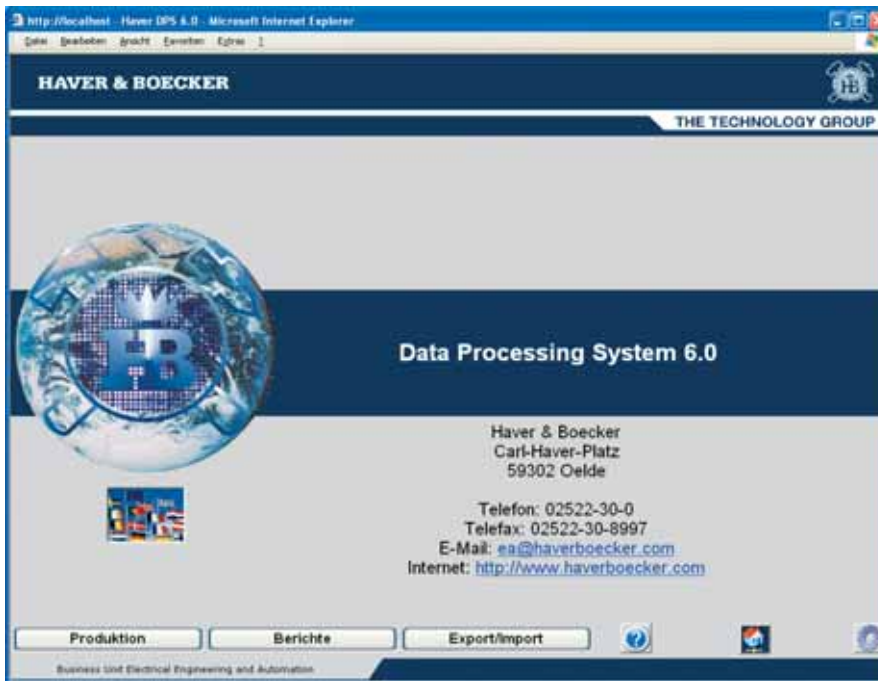 http://localhost - Haver DPS 6.0 - Microsoft Internet Explorer
Datei Bearbeiten Ansicht Favoriten Extras ?
HAVER & BOECKER
HB
THE TECHNOLOGY GROUP
HB
Data Processing System 6.0
Haver & Boecker
Carl-Haver-Platz
59302 Oelde
Telefon: 02522-30-0
Telefax: 02522-30-8997
E-Mail: ea@haverboecker.com
Internet: http://www.haverboecker.com
Produktion Berichte Export/Import ?
Business Unit Electrical Engineering and Automation